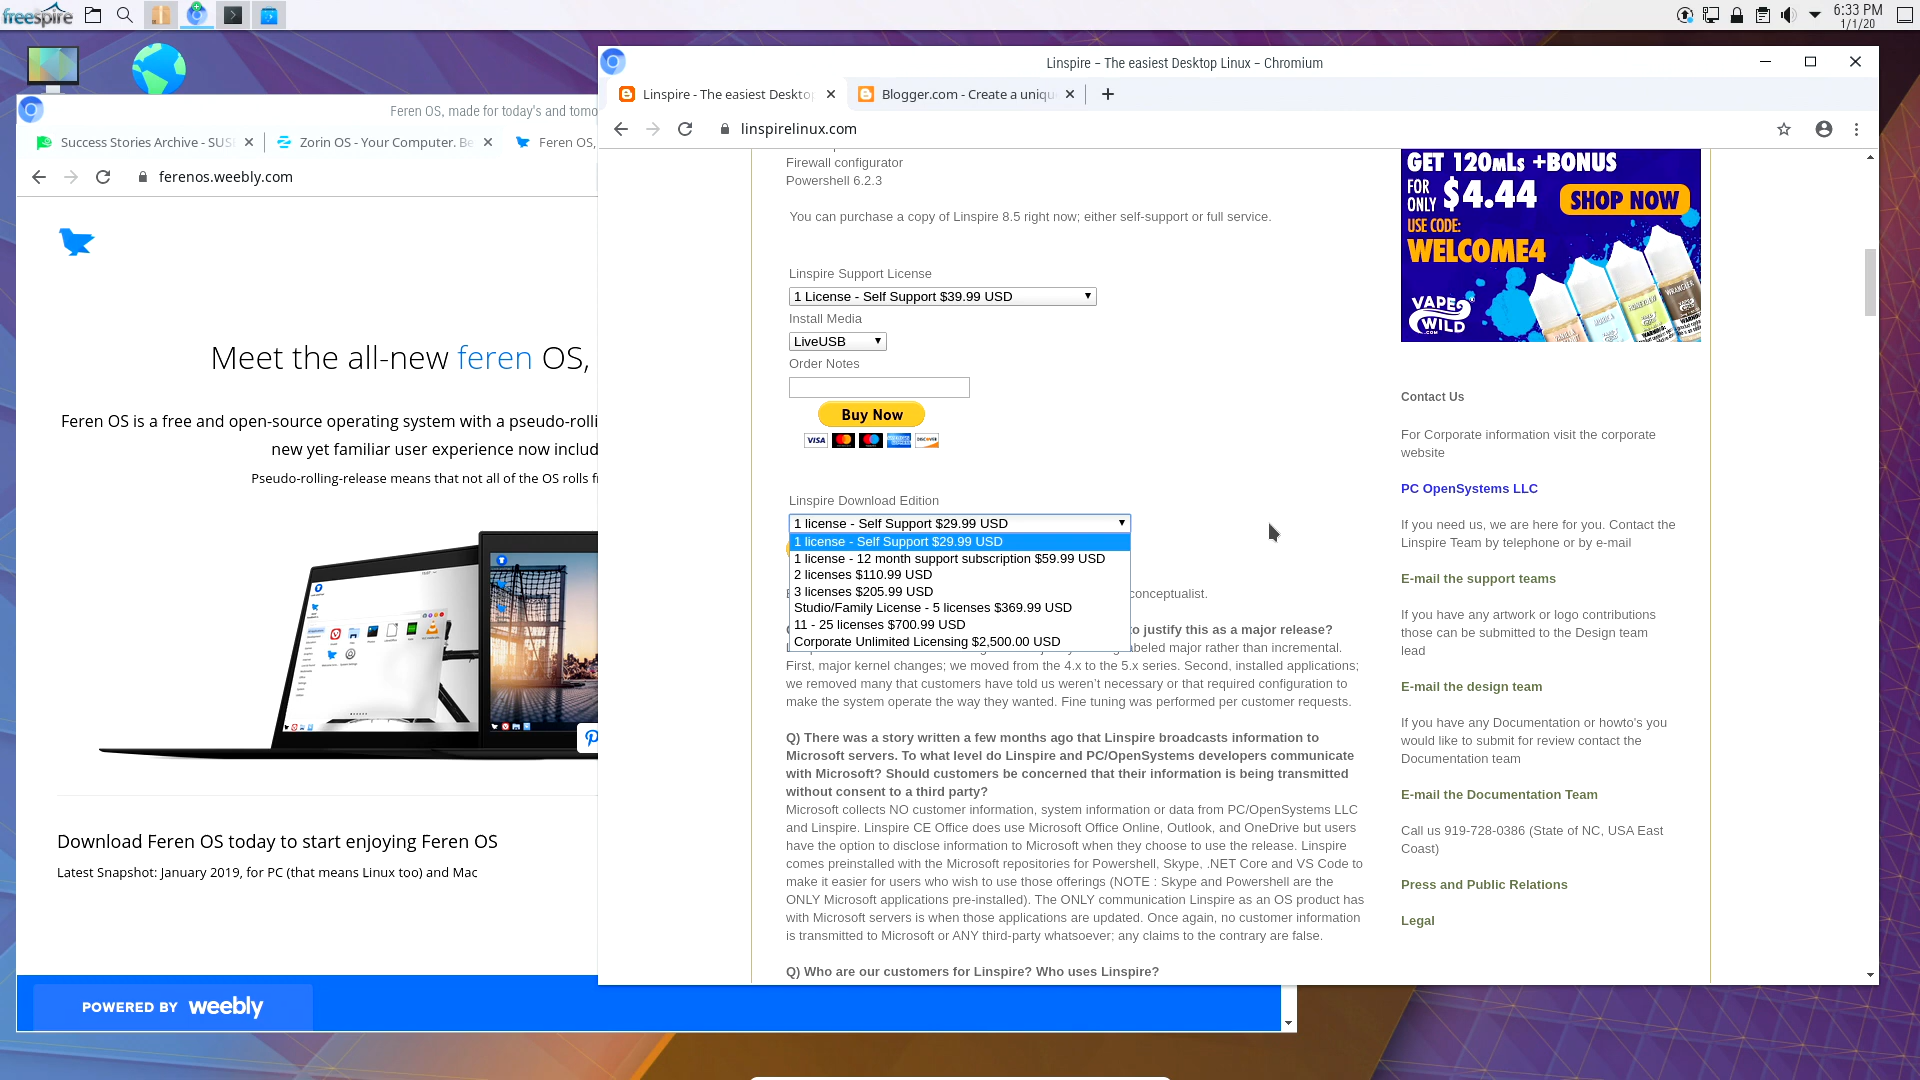 freespire
6:33 PM
1/1/20
Feren OS, made for today's and tomo
Success Stories Archive - SUS
Zorin OS - Your Computer. Be
Feren OS,
ferenos.weebly.com
Meet the all-new feren OS,
Feren OS is a free and open-source operating system with a pseudo-rolli
new yet familiar user experience now includ
Pseudo-rolling-release means that not all of the OS rolls f
Download Feren OS today to start enjoying Feren OS
Latest Snapshot: January 2019, for PC (that means Linux too) and Mac
POWERED BY weebly
Linspire – The easiest Desktop Linux – Chromium
Linspire - The easiest Deskto
Blogger.com - Create a uniqu
linspirelinux.com
Firewall configurator
Powershell 6.2.3
You can purchase a copy of Linspire 8.5 right now; either self-support or full service.
Linspire Support License
1 License - Self Support $39.99 USD
Install Media
LiveUSB
Order Notes
Buy Now
VISA
DISCOVER
Linspire Download Edition
1 license - Self Support $29.99 USD
1 license - Self Support $29.99 USD
1 license - 12 month support subscription $59.99 USD
2 licenses $110.99 USD
3 licenses $205.99 USD
Studio/Family License - 5 licenses $369.99 USD
11 - 25 licenses $700.99 USD
Corporate Unlimited Licensing $2,500.00 USD
conceptualist.
to justify this as a major release?
labeled major rather than incremental.
First, major kernel changes; we moved from the 4.x to the 5.x series. Second, installed applications;
we removed many that customers have told us weren't necessary or that required configuration to
make the system operate the way they wanted. Fine tuning was performed per customer requests.
Q) There was a story written a few months ago that Linspire broadcasts information to
Microsoft servers. To what level do Linspire and PC/OpenSystems developers communicate
with Microsoft? Should customers be concerned that their information is being transmitted
without consent to a third party?
Microsoft collects NO customer information, system information or data from PC/OpenSystems LLC
and Linspire. Linspire CE Office does use Microsoft Office Online, Outlook, and OneDrive but users
have the option to disclose information to Microsoft when they choose to use the release. Linspire
comes preinstalled with the Microsoft repositories for Powershell, Skype, .NET Core and VS Code to
make it easier for users who wish to use those offerings (NOTE : Skype and Powershell are the
ONLY Microsoft applications pre-installed). The ONLY communication Linspire as an OS product has
with Microsoft servers is when those applications are updated. Once again, no customer information
is transmitted to Microsoft or ANY third-party whatsoever; any claims to the contrary are false.
Q) Who are our customers for Linspire? Who uses Linspire?
GET 120mLs +BONUS
FOR ONLY $4.44 SHOP NOW
USE CODE:
WELCOME4
VAPE WILD .COM
Contact Us
For Corporate information visit the corporate
website
PC OpenSystems LLC
If you need us, we are here for you. Contact the
Linspire Team by telephone or by e-mail
E-mail the support teams
If you have any artwork or logo contributions
those can be submitted to the Design team
lead
E-mail the design team
If you have any Documentation or howto's you
would like to submit for review contact the
Documentation team
E-mail the Documentation Team
Call us 919-728-0386 (State of NC, USA East
Coast)
Press and Public Relations
Legal